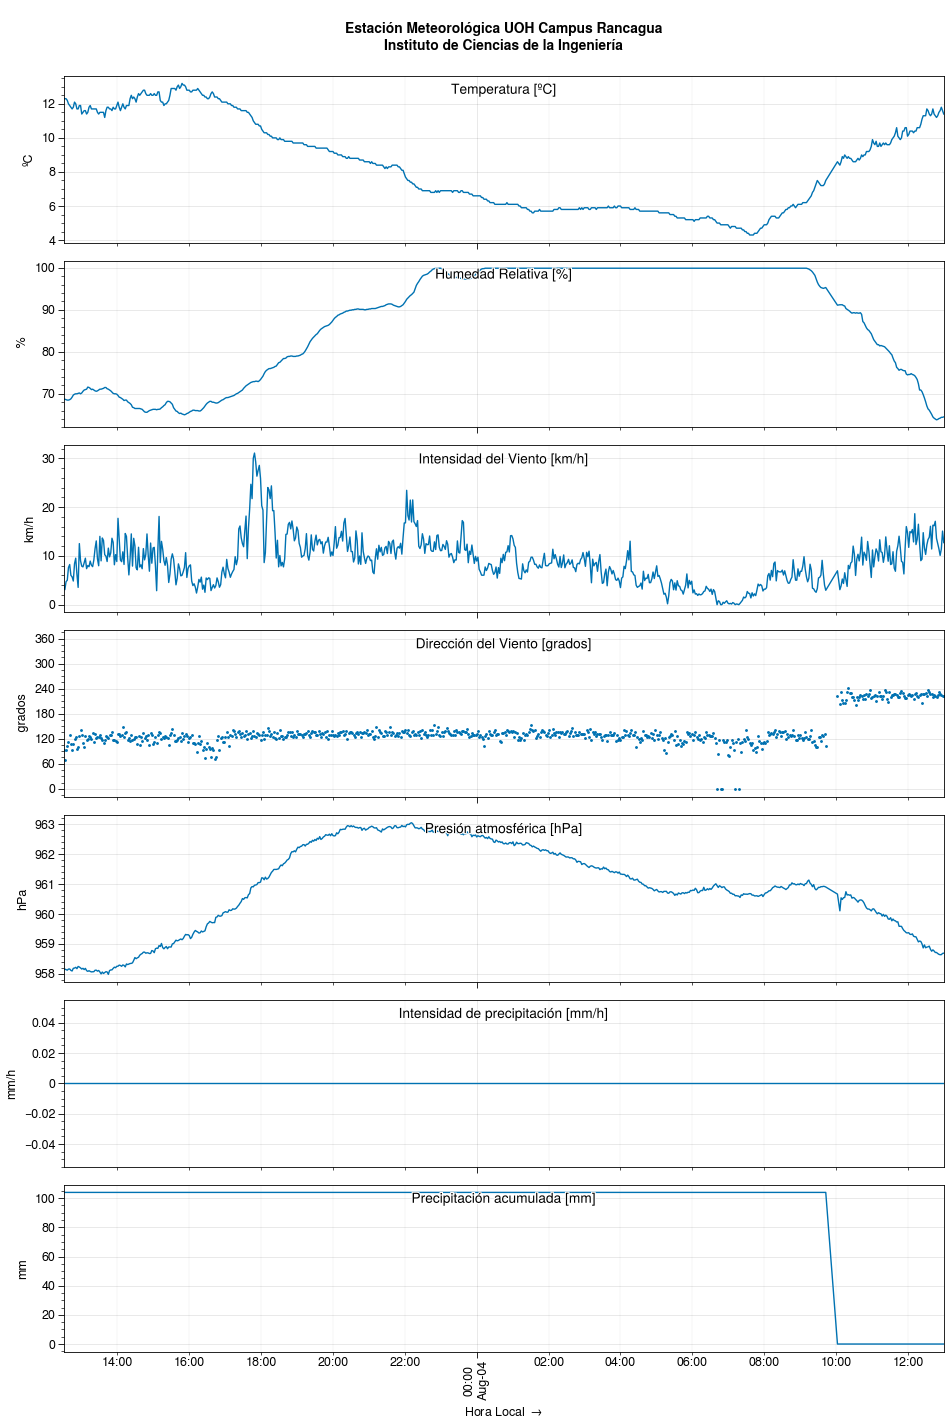 Estación Meteorológica UOH Campus Rancagua
Instituto de Ciencias de la Ingeniería
Temperatura [ºC]
ºC
12
10
8
6
4
Humedad Relativa [%]
%
100
90
80
70
Intensidad del Viento [km/h]
km/h
30
20
10
0
Dirección del Viento [grados]
grados
360
300
240
180
120
60
0
Presión atmosférica [hPa]
hPa
963
962
961
960
959
958
Intensidad de precipitación [mm/h]
mm/h
0.04
0.02
0
−0.02
−0.04
Precipitación acumulada [mm]
mm
100
80
60
40
20
0
14:00 16:00 18:00 20:00 22:00 00:00 02:00 04:00 06:00 08:00 10:00 12:00
Aug-04
Hora Local →